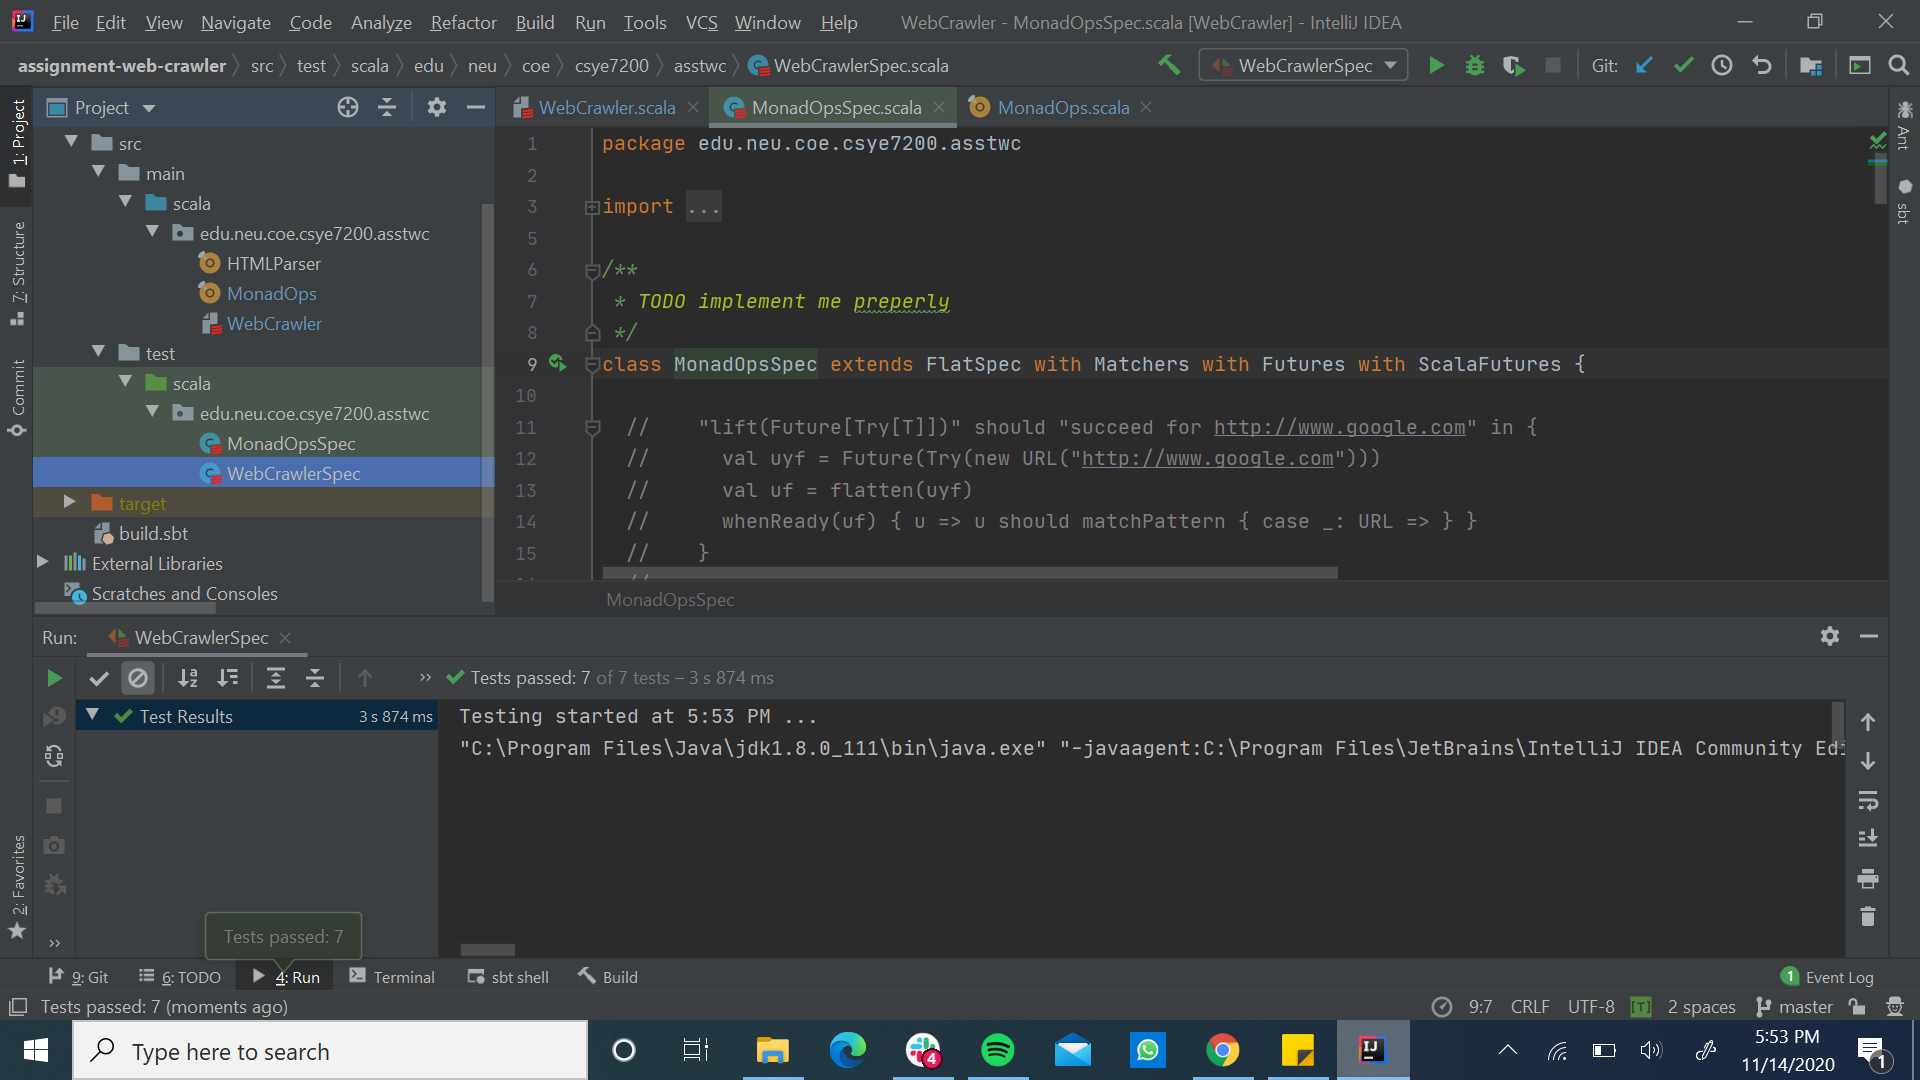 File Edit View Navigate Code Analyze Refactor Build Run Tools VCS Window Help WebCrawler - MonadOpsSpec.scala [WebCrawler] - IntelliJ IDEA
assignment-web-crawler src test scala edu neu coe csye7200 asstwc WebCrawlerSpec.scala WebCrawlerSpec Git:
Project
WebCrawler.scala MonadOpsSpec.scala MonadOps.scala
1: Project
7: Structure
Commit
2: Favorites
src
main
scala
edu.neu.coe.csye7200.asstwc
HTMLParser
MonadOps
WebCrawler
test
scala
edu.neu.coe.csye7200.asstwc
MonadOpsSpec
WebCrawlerSpec
target
build.sbt
External Libraries
Scratches and Consoles
1 package edu.neu.coe.csye7200.asstwc
2
3 import ...
5
6 /**
7 * TODO implement me preperly
8 */
9 class MonadOpsSpec extends FlatSpec with Matchers with Futures with ScalaFutures {
10
11 // "lift(Future[Try[T]])" should "succeed for http://www.google.com" in {
12 // val uyf = Future(Try(new URL("http://www.google.com")))
13 // val uf = flatten(uyf)
14 // whenReady(uf) { u => u should matchPattern { case _: URL => } }
15 // }
MonadOpsSpec
Ant
sbt
Run: WebCrawlerSpec
Tests passed: 7 of 7 tests – 3 s 874 ms
Test Results 3 s 874 ms
Testing started at 5:53 PM ...
"C:\Program Files\Java\jdk1.8.0_111\bin\java.exe" "-javaagent:C:\Program Files\JetBrains\IntelliJ IDEA Community Edi
Tests passed: 7
9: Git 6: TODO 4: Run Terminal sbt shell Build 1 Event Log
Tests passed: 7 (moments ago) 9:7 CRLF UTF-8 [T] 2 spaces master
Type here to search
4
IJ
5:53 PM
11/14/2020
1